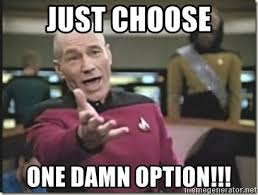 JUST CHOOSE
ONE DAMN OPTION!!!
memegenerator.net